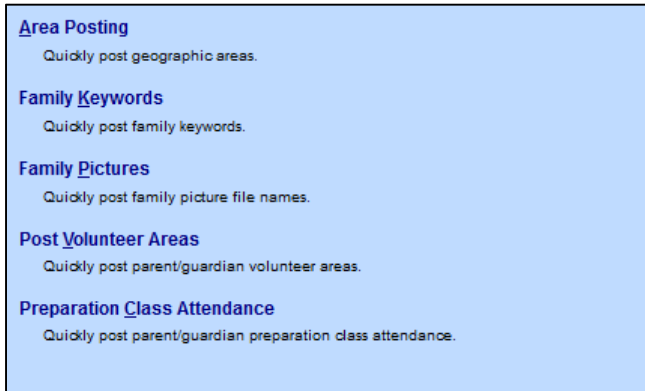 Area Posting
Quickly post geographic areas.
Family Keywords
Quickly post family keywords.
Family Pictures
Quickly post family picture file names.
Post Volunteer Areas
Quickly post parent/guardian volunteer areas.
Preparation Class Attendance
Quickly post parent/guardian preparation class attendance.